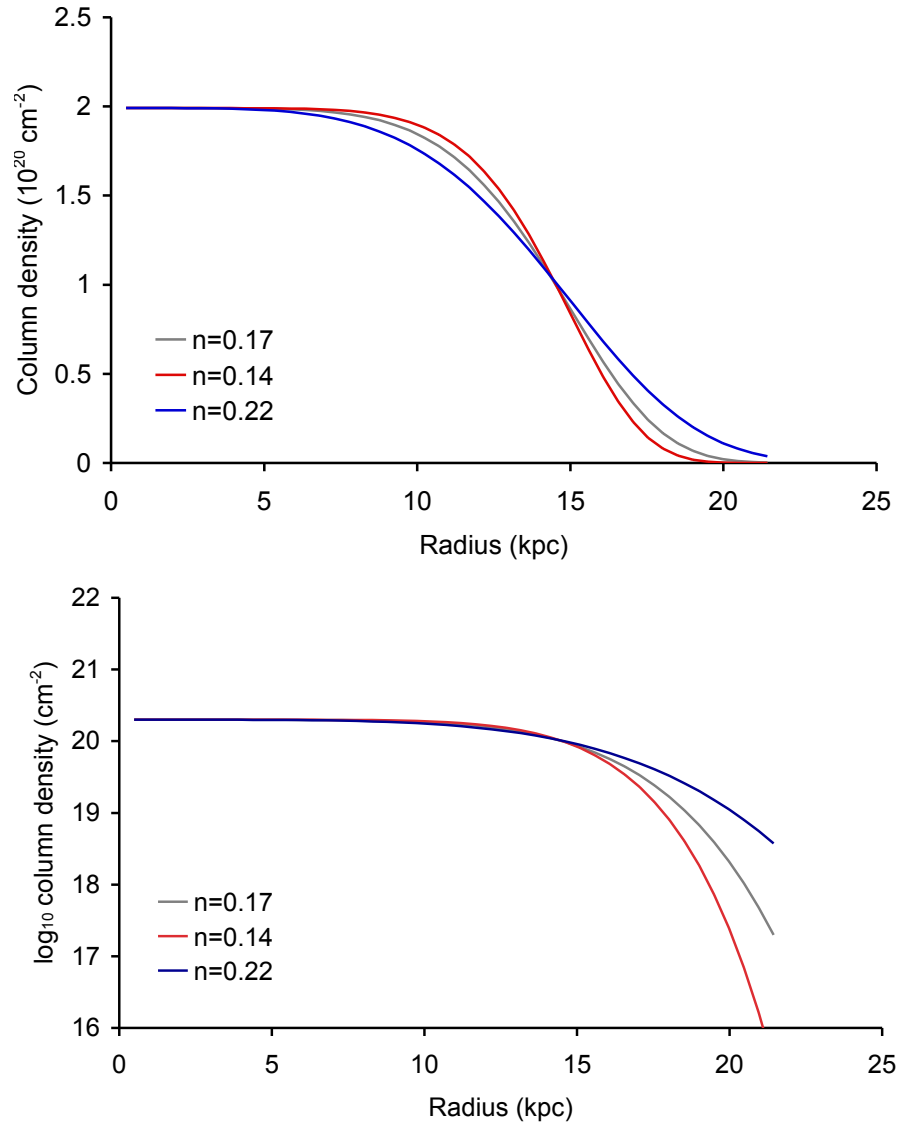 2.5
2
1.5
1
0.5
0
Column density (10²⁰ cm⁻²)
n=0.17
n=0.14
n=0.22
0 5 10 15 20 25
Radius (kpc)
22
21
20
19
18
17
16
log₁₀ column density (cm⁻²)
n=0.17
n=0.14
n=0.22
0 5 10 15 20 25
Radius (kpc)